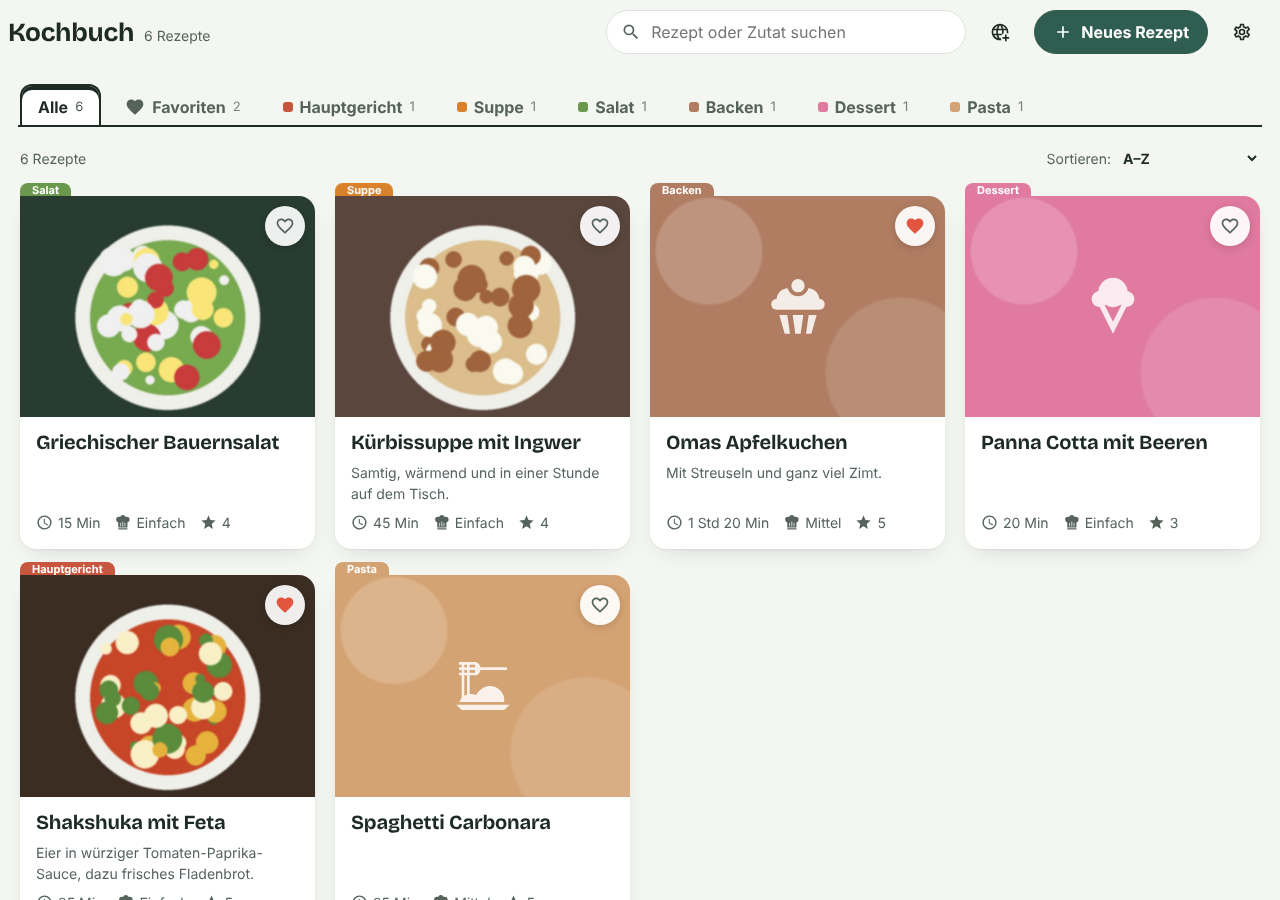 Kochbuch 6 Rezepte
Rezept oder Zutat suchen
Neues Rezept
Alle 6
Favoriten 2
Hauptgericht 1
Suppe 1
Salat 1
Backen 1
Dessert 1
Pasta 1
6 Rezepte
Sortieren: A–Z
Salat
Griechischer Bauernsalat
15 Min Einfach 4
Suppe
Kürbissuppe mit Ingwer
Samtig, wärmend und in einer Stunde
auf dem Tisch.
45 Min Einfach 4
Backen
Omas Apfelkuchen
Mit Streuseln und ganz viel Zimt.
1 Std 20 Min Mittel 5
Dessert
Panna Cotta mit Beeren
20 Min Einfach 3
Hauptgericht
Shakshuka mit Feta
Eier in würziger Tomaten-Paprika-
Sauce, dazu frisches Fladenbrot.
Pasta
Spaghetti Carbonara